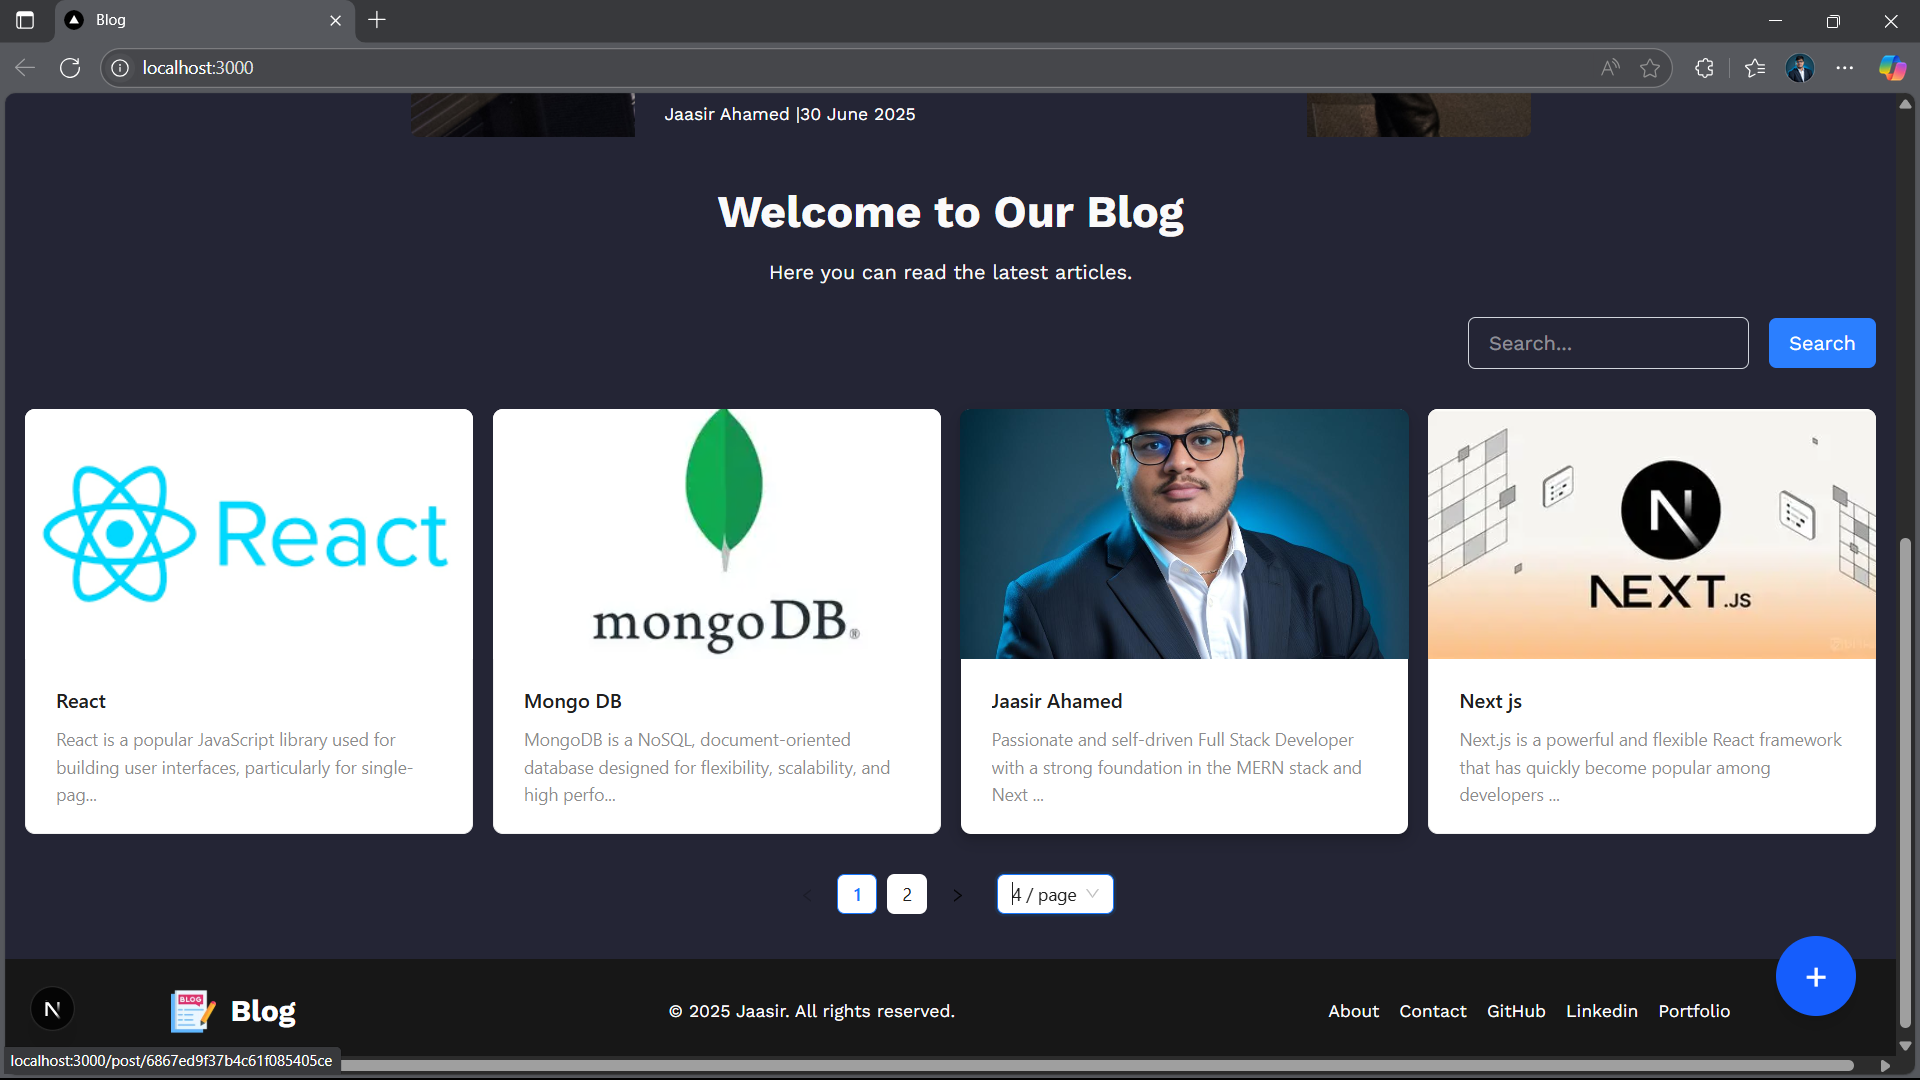 Blog
localhost:3000
Jaasir Ahamed |30 June 2025
Welcome to Our Blog
Here you can read the latest articles.
Search...
Search
React
mongoDB®
N
NEXT.JS
React
React is a popular JavaScript library used for
building user interfaces, particularly for single-
pag...
Mongo DB
MongoDB is a NoSQL, document-oriented
database designed for flexibility, scalability, and
high perfo...
Jaasir Ahamed
Passionate and self-driven Full Stack Developer
with a strong foundation in the MERN stack and
Next ...
Next js
Next.js is a powerful and flexible React framework
that has quickly become popular among
developers ...
< 1 2 > 4 / page
+
N
BLOG
Blog
© 2025 Jaasir. All rights reserved.
About Contact GitHub Linkedin Portfolio
localhost:3000/post/6867ed9f37b4c61f085405ce